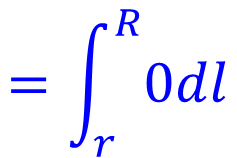 = ∫_r^R 0dl